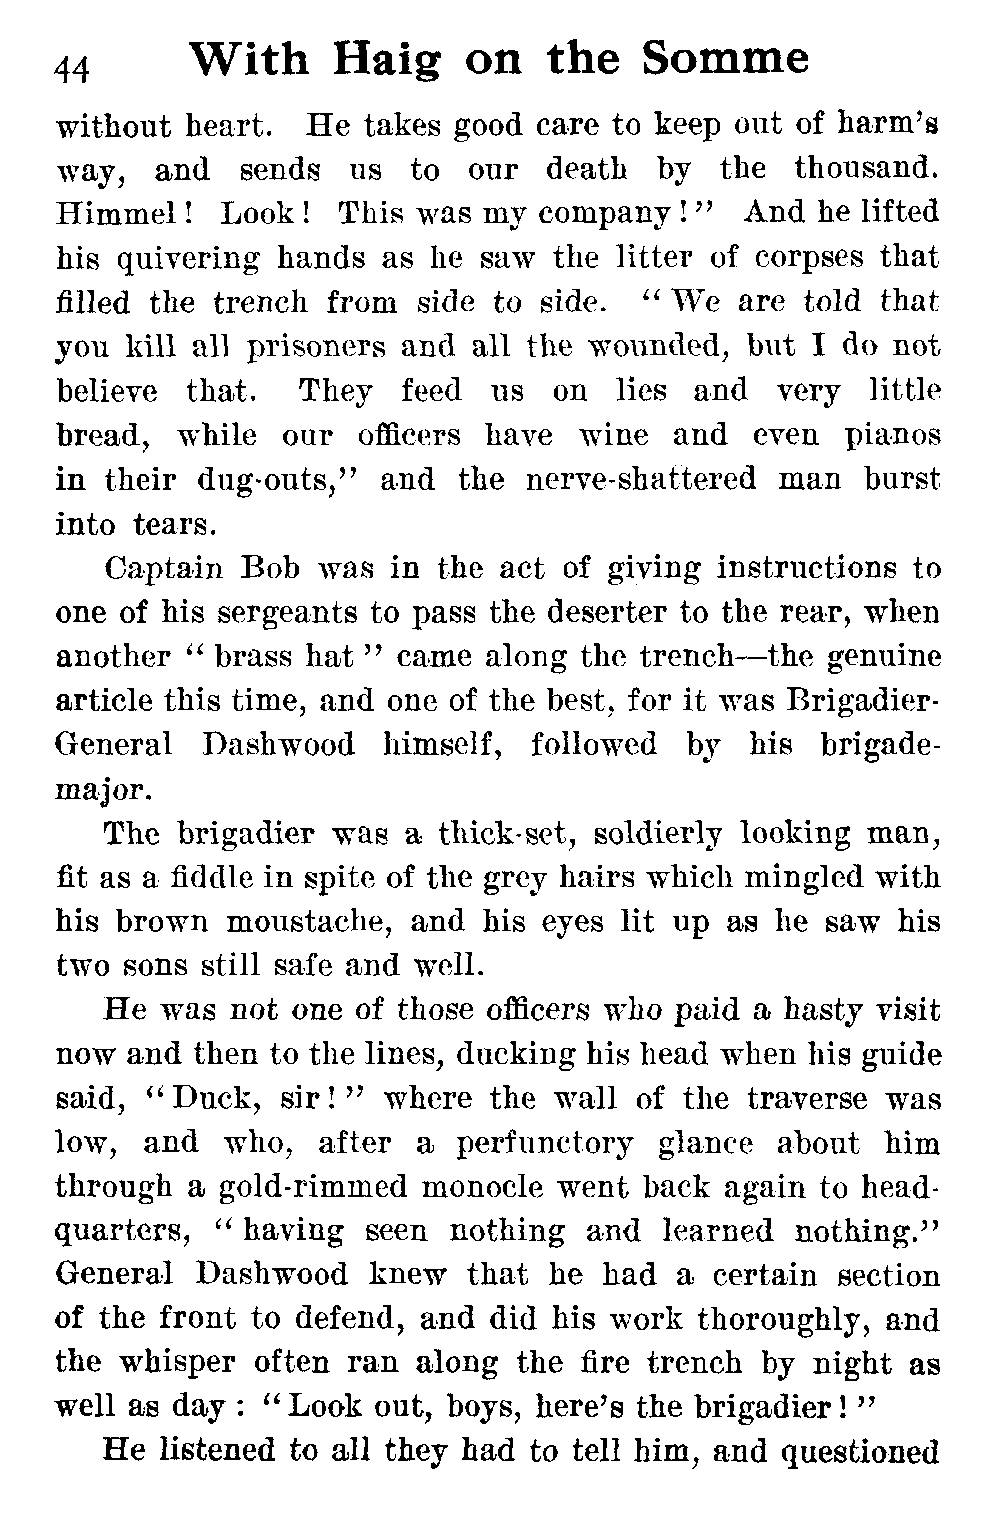 44 With Haig on the Somme
without heart. He takes good care to keep out of harm's
way, and sends us to our death by the thousand.
Himmel! Look! This was my company!" And he lifted
his quivering hands as he saw the litter of corpses that
filled the trench from side to side. "We are told that
you kill all prisoners and all the wounded, but I do not
believe that. They feed us on lies and very little
bread, while our officers have wine and even pianos
in their dug-outs," and the nerve-shattered man burst
into tears.
Captain Bob was in the act of giving instructions to
one of his sergeants to pass the deserter to the rear, when
another "brass hat" came along the trench—the genuine
article this time, and one of the best, for it was Brigadier-
General Dashwood himself, followed by his brigade-
major.
The brigadier was a thick-set, soldierly looking man,
fit as a fiddle in spite of the grey hairs which mingled with
his brown moustache, and his eyes lit up as he saw his
two sons still safe and well.
He was not one of those officers who paid a hasty visit
now and then to the lines, ducking his head when his guide
said, "Duck, sir!" where the wall of the traverse was
low, and who, after a perfunctory glance about him
through a gold-rimmed monocle went back again to head-
quarters, "having seen nothing and learned nothing."
General Dashwood knew that he had a certain section
of the front to defend, and did his work thoroughly, and
the whisper often ran along the fire trench by night as
well as day: "Look out, boys, here's the brigadier!"
He listened to all they had to tell him, and questioned